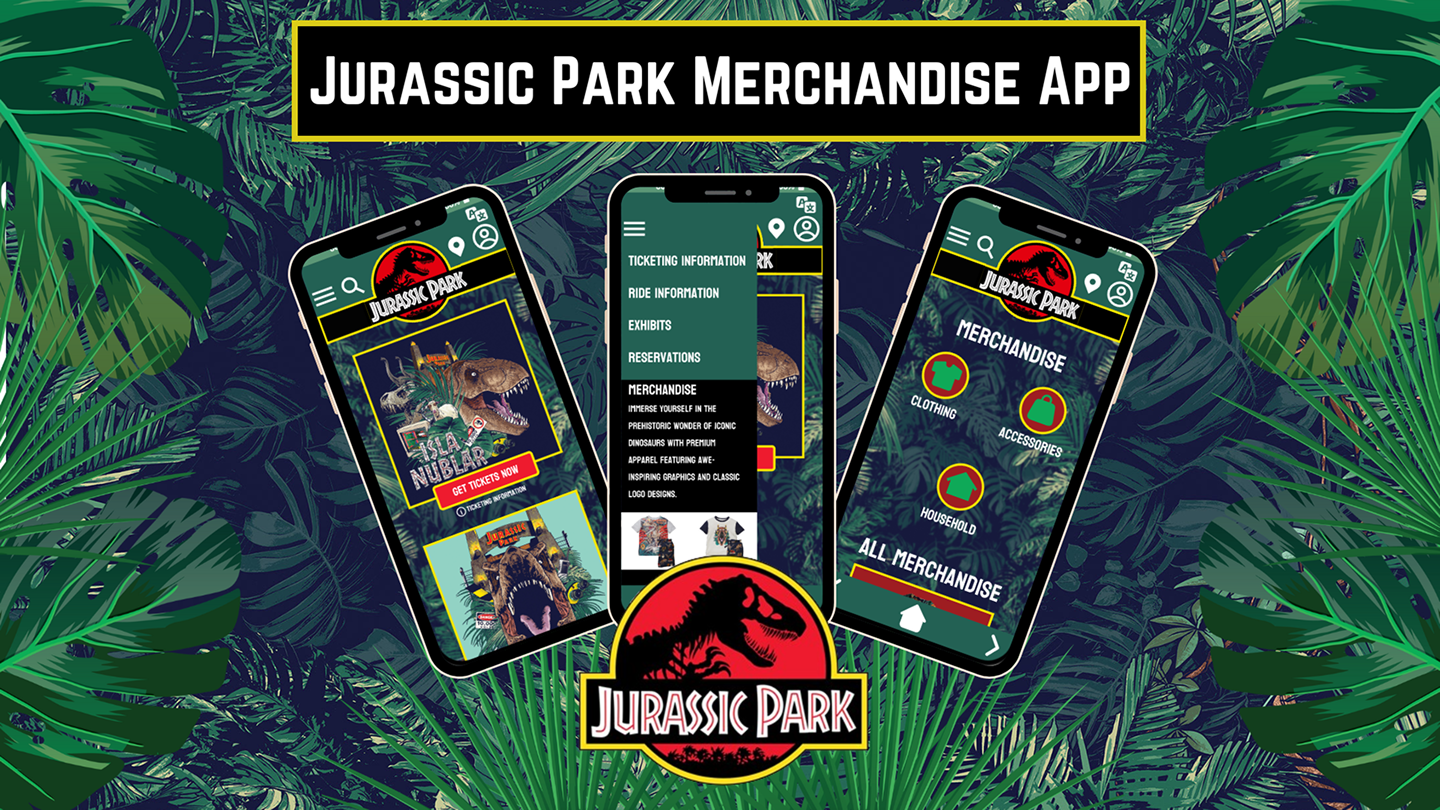 JURASSIC PARK MERCHANDISE APP
JURASSIC PARK
ISLA
NUBLAR
GET TICKETS NOW
TICKETING INFORMATION
JURASSIC
PARK
TICKETING INFORMATION
RIDE INFORMATION
EXHIBITS
RESERVATIONS
MERCHANDISE
IMMERSE YOURSELF IN THE
PREHISTORIC WONDER OF ICONIC
DINOSAURS WITH PREMIUM
APPAREL FEATURING AWE-
INSPIRING GRAPHICS AND CLASSIC
LOGO DESIGNS.
RK
JURASSIC PARK
MERCHANDISE
CLOTHING
ACCESSORIES
HOUSEHOLD
ALL MERCHANDISE
JURASSIC PARK